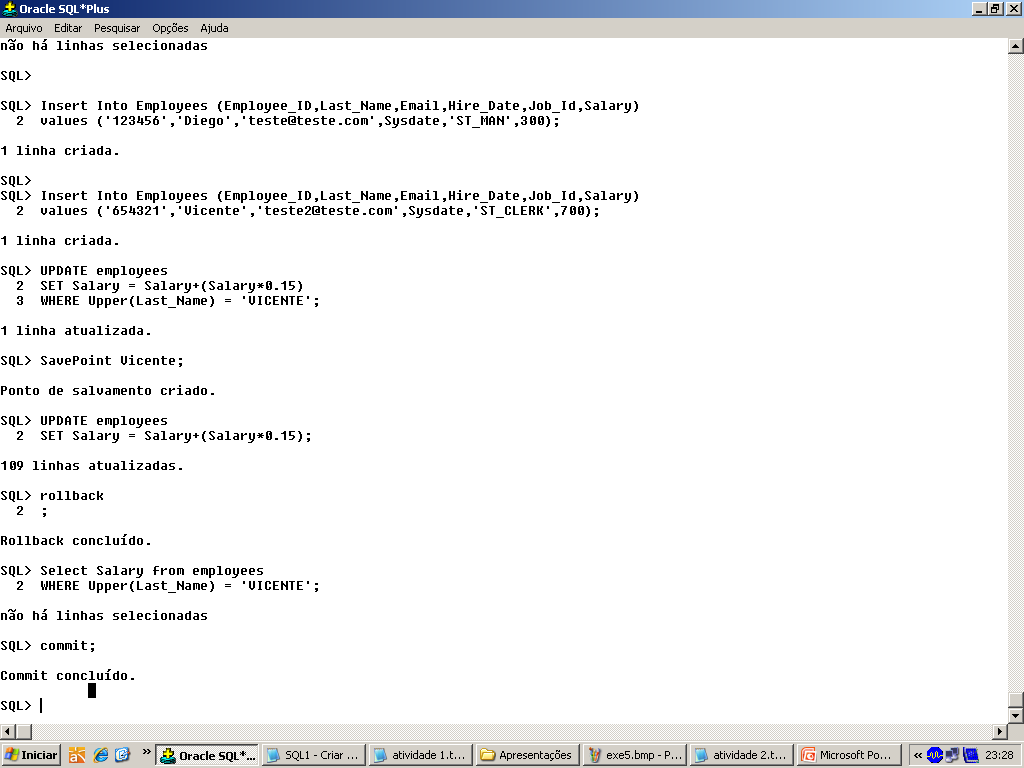 Oracle SQL*Plus
Arquivo Editar Pesquisar Opções Ajuda
não há linhas selecionadas
SQL>
SQL> Insert Into Employees (Employee_ID,Last_Name,Email,Hire_Date,Job_Id,Salary)
2 values ('123456','Diego','teste@teste.com',Sysdate,'ST_MAN',300);
1 linha criada.
SQL>
SQL> Insert Into Employees (Employee_ID,Last_Name,Email,Hire_Date,Job_Id,Salary)
2 values ('654321','Vicente','teste2@teste.com',Sysdate,'ST_CLERK',700);
1 linha criada.
SQL> UPDATE employees
2 SET Salary = Salary+(Salary*0.15)
3 WHERE Upper(Last_Name) = 'VICENTE';
1 linha atualizada.
SQL> SavePoint Vicente;
Ponto de salvamento criado.
SQL> UPDATE employees
2 SET Salary = Salary+(Salary*0.15);
109 linhas atualizadas.
SQL> rollback
2 ;
Rollback concluído.
SQL> Select Salary from employees
2 WHERE Upper(Last_Name) = 'VICENTE';
não há linhas selecionadas
SQL> commit;
Commit concluído.
SQL>
Iniciar » Oracle SQL*... SQL1 - Criar ... atividade 1.t... Apresentações exe5.bmp - P... atividade 2.t... Microsoft Po... « 23:28